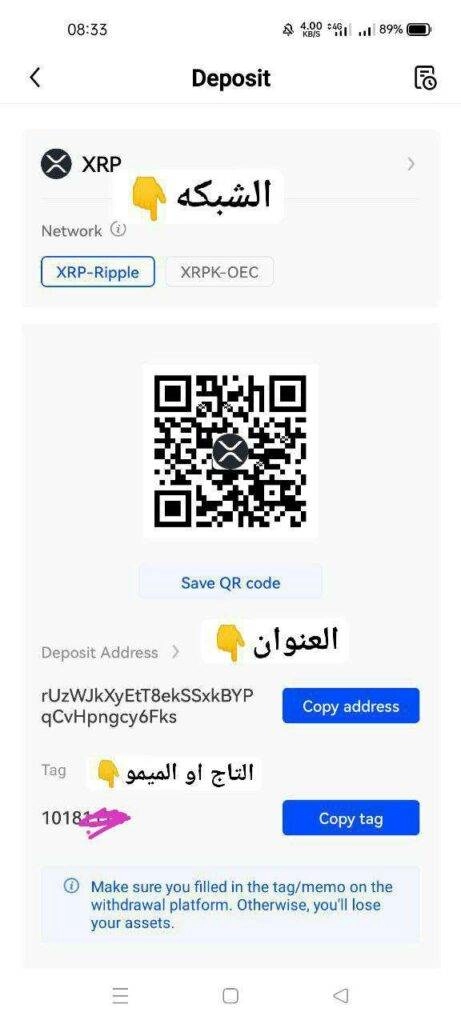 08:33 4.00 KB/S 4G 89%
Deposit
XRP
الشبكه
Network
XRP-Ripple XRPK-OEC
Save QR code
العنوان
Deposit Address
rUzWJkXyEtT8ekSSxkBYP
qCvHpngcy6Fks
Copy address
Tag
التاج او الميمو
1018
Copy tag
Make sure you filled in the tag/memo on the
withdrawal platform. Otherwise, you'll lose
your assets.